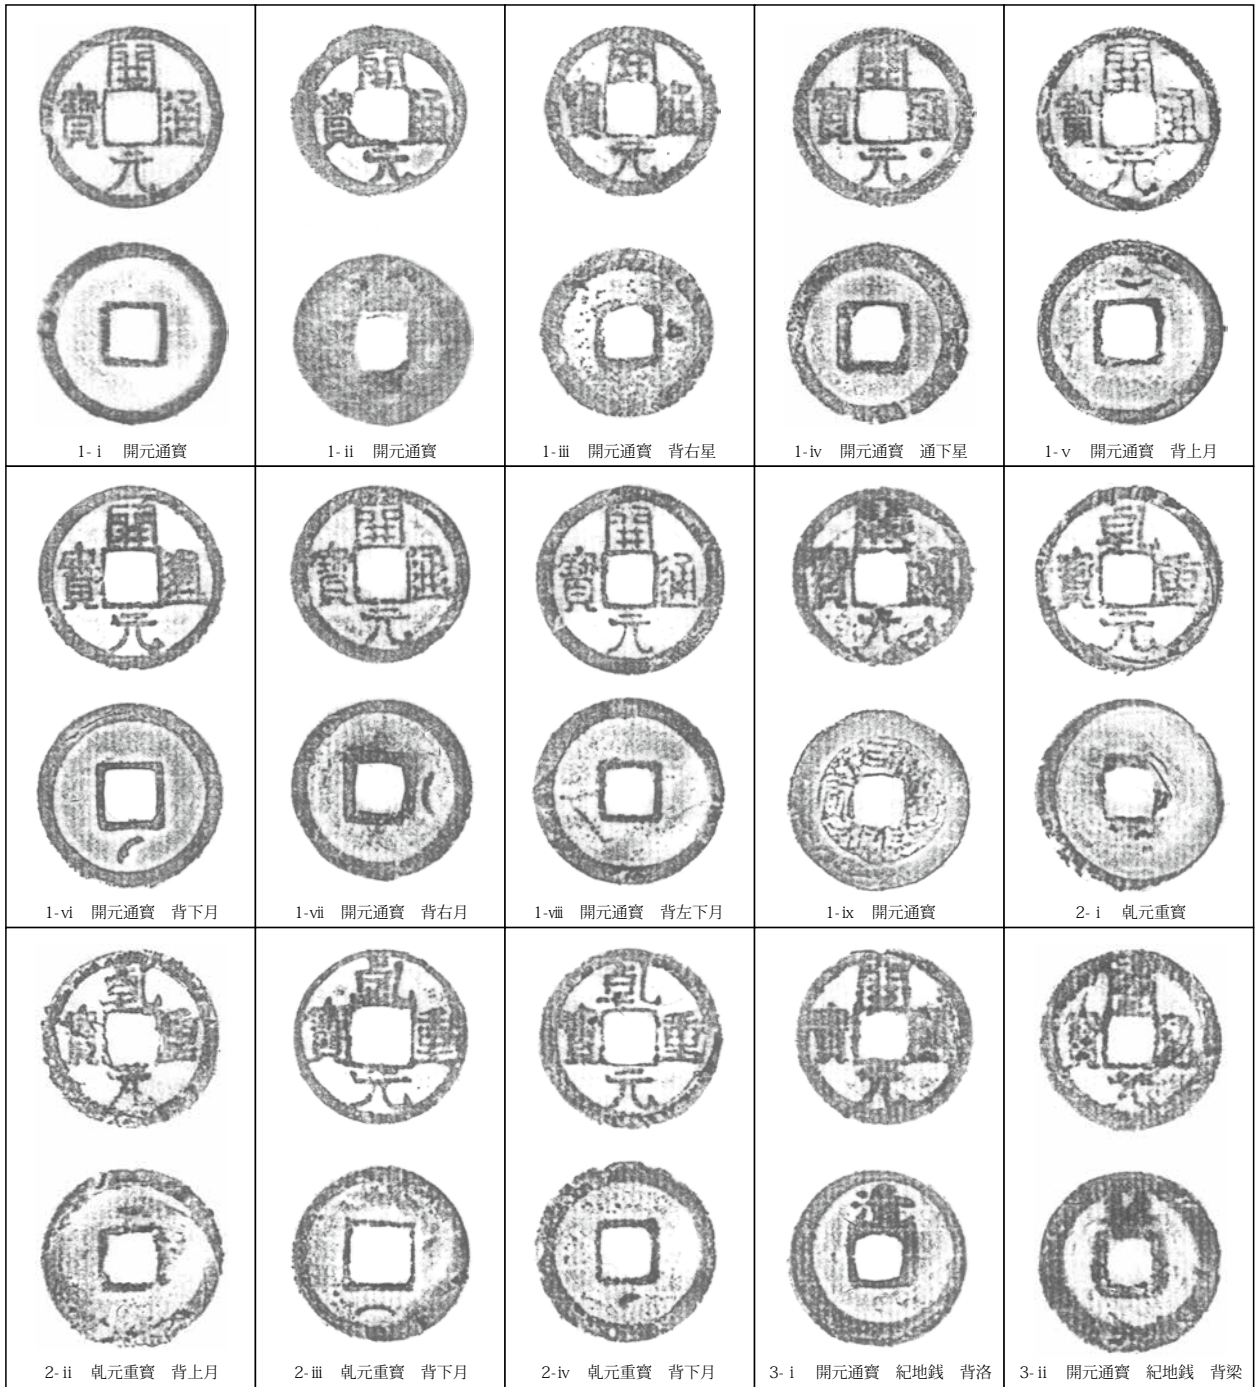 1-ⅰ 開元通寳
1-ⅱ 開元通寳
1-ⅲ 開元通寳 背右星
1-ⅳ 開元通寳 通下星
1-ⅴ 開元通寳 背上月
1-ⅵ 開元通寳 背下月
1-ⅶ 開元通寳 背右月
1-ⅷ 開元通寳 背左下月
1-ⅸ 開元通寳
2-ⅰ 乹元重寳
2-ⅱ 乹元重寳 背上月
2-ⅲ 乹元重寳 背下月
2-ⅳ 乹元重寳 背下月
3-ⅰ 開元通寳 紀地銭 背洛
3-ⅱ 開元通寳 紀地銭 背梁